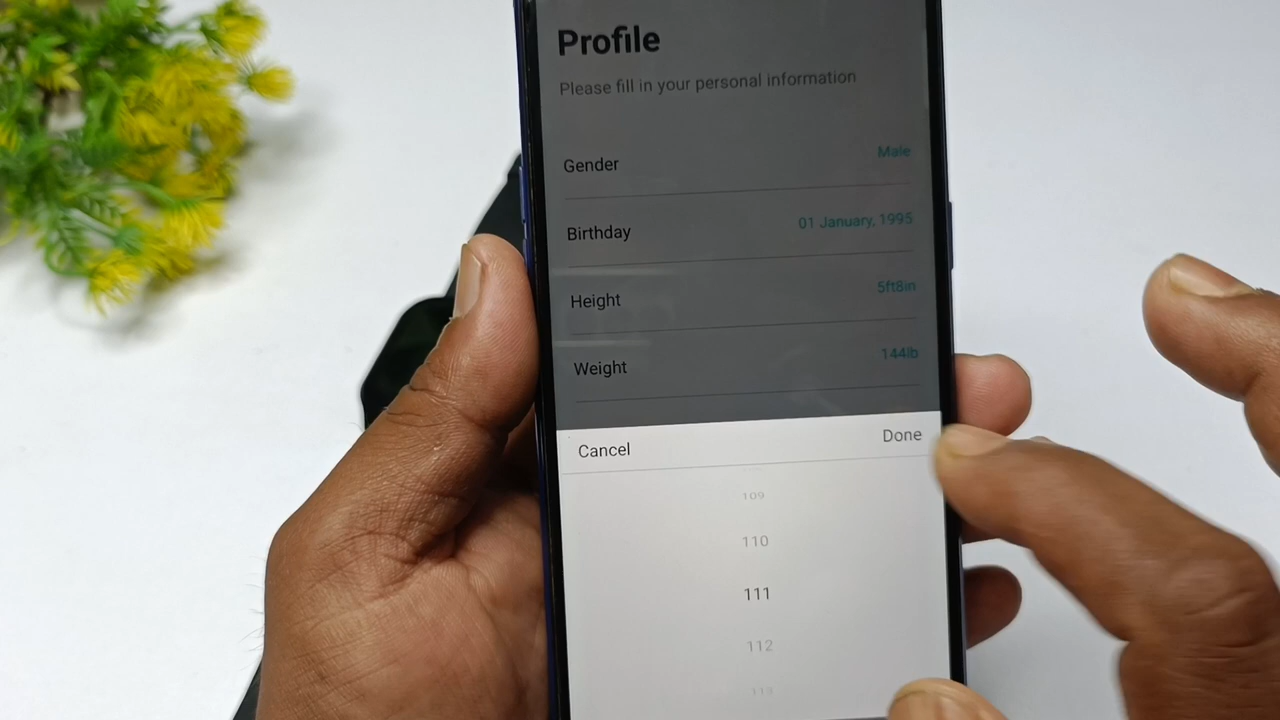 Profile
Please fill in your personal information
Gender Male
Birthday 01 January, 1995
Height 5ft8in
Weight 144lb
Cancel Done
109
110
111
112
113